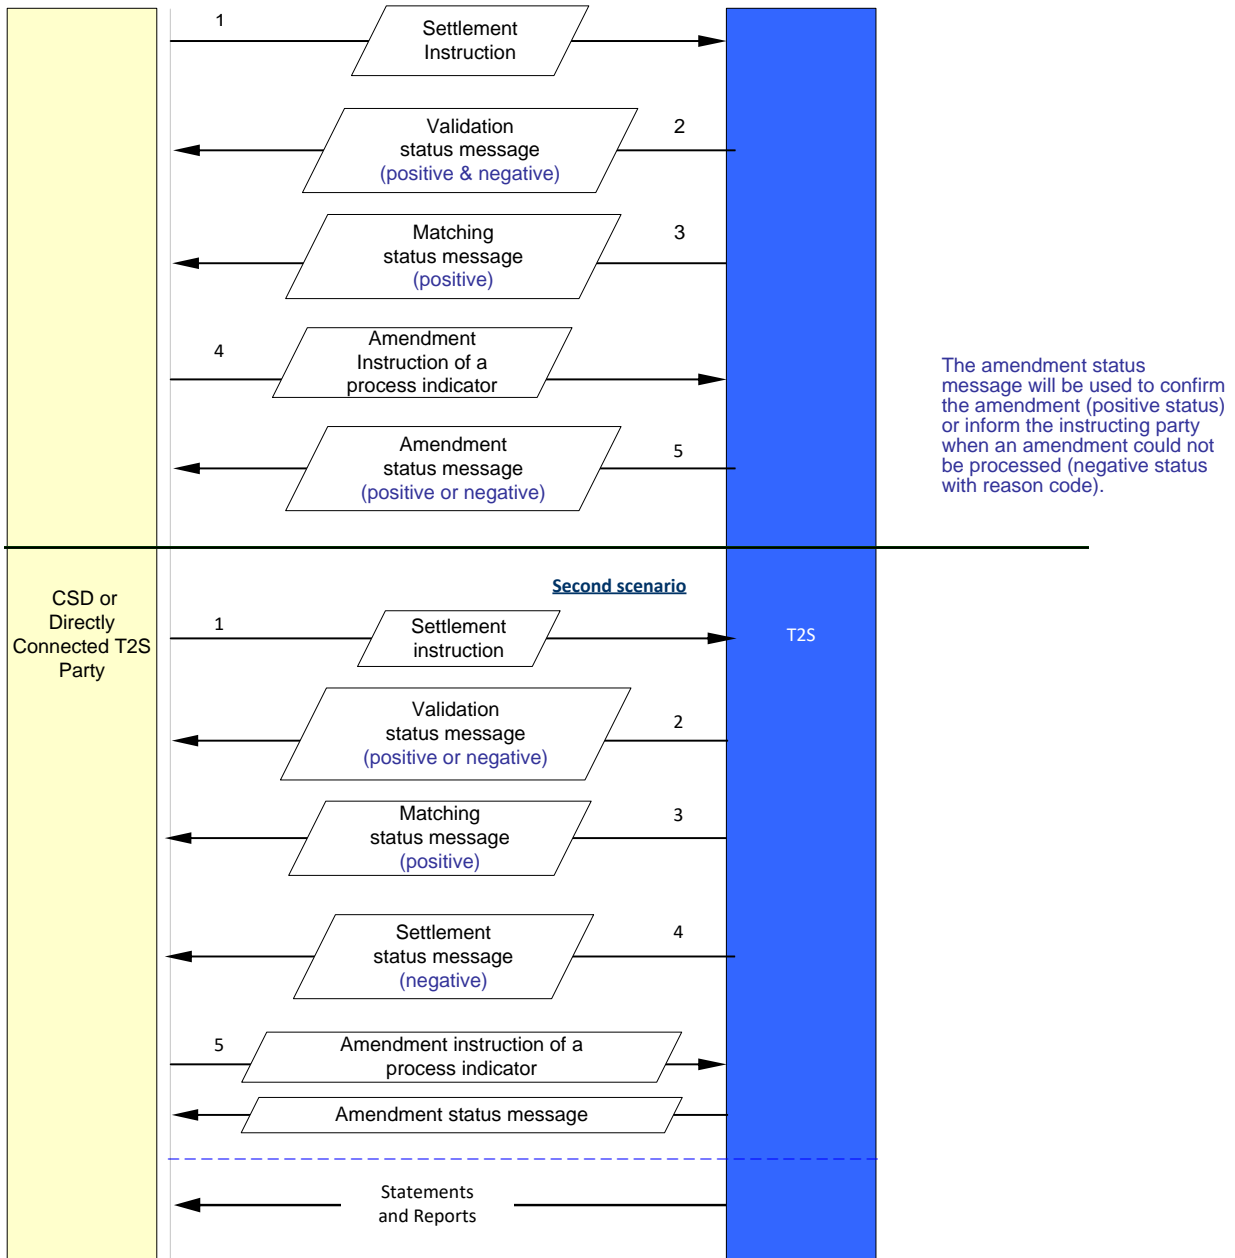 1
Settlement
Instruction
Validation
status message
(positive & negative)
2
Matching
status message
(positive)
3
4
Amendment
Instruction of a
process indicator
Amendment
status message
(positive or negative)
5
The amendment status
message will be used to confirm
the amendment (positive status)
or inform the instructing party
when an amendment could not
be processed (negative status
with reason code).
Second scenario
CSD or
Directly
Connected T2S
Party
1
Settlement
instruction
T2S
Validation
status message
(positive or negative)
2
Matching
status message
(positive)
3
Settlement
status message
(negative)
4
5
Amendment instruction of a
process indicator
Amendment status message
Statements
and Reports